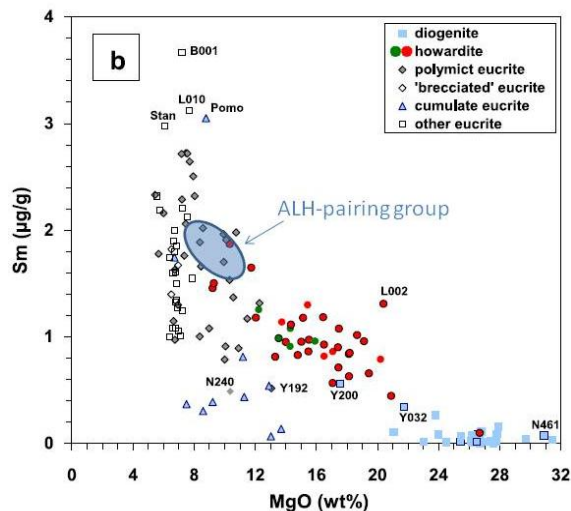 b
diogenite
howardite
polymict eucrite
'brecciated' eucrite
cumulate eucrite
other eucrite
B001
L010
Pomo
Stan
ALH-pairing group
L002
N240
Y192
Y200
Y032
N461
4
3
2
1
0
Sm (µg/g)
0 4 8 12 16 20 24 28 32
MgO (wt%)